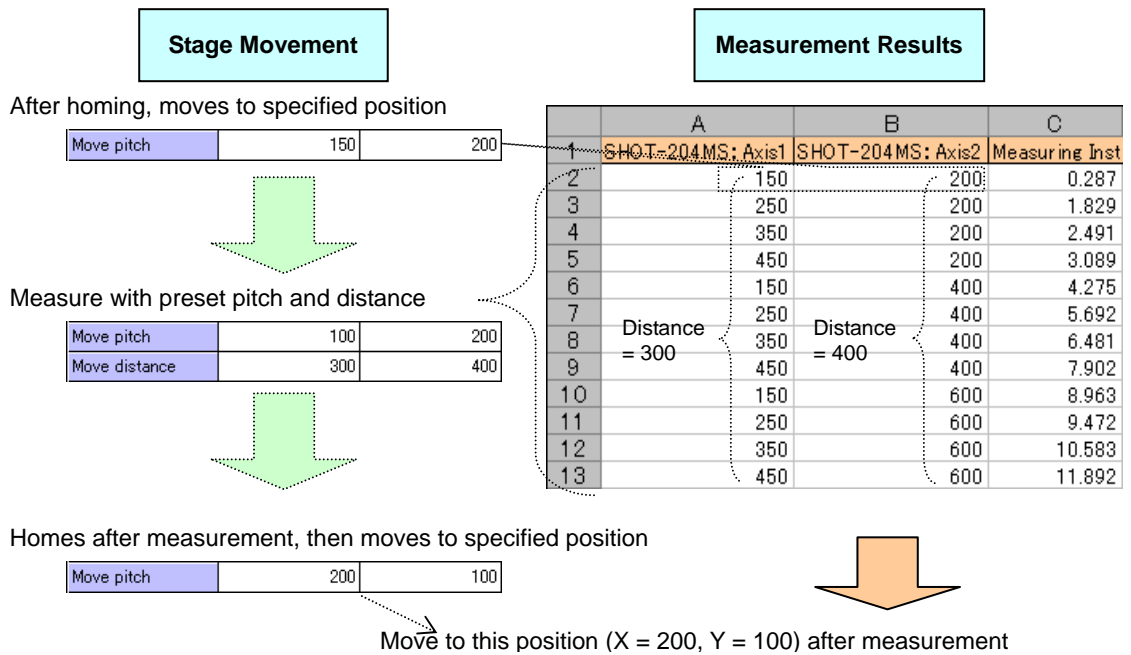 Stage Movement
Measurement Results
After homing, moves to specified position
Move pitch 150 200
A B C
1 SHOT-204MS: Axis1 SHOT-204MS: Axis2 Measuring Inst
2 150 200 0.287
3 250 200 1.829
4 350 200 2.491
5 450 200 3.089
6 150 400 4.275
7 250 400 5.692
8 350 400 6.481
9 450 400 7.902
10 150 600 8.963
11 250 600 9.472
12 350 600 10.583
13 450 600 11.892
Distance
= 300
Distance
= 400
Measure with preset pitch and distance
Move pitch 100 200
Move distance 300 400
Homes after measurement, then moves to specified position
Move pitch 200 100
Move to this position (X = 200, Y = 100) after measurement